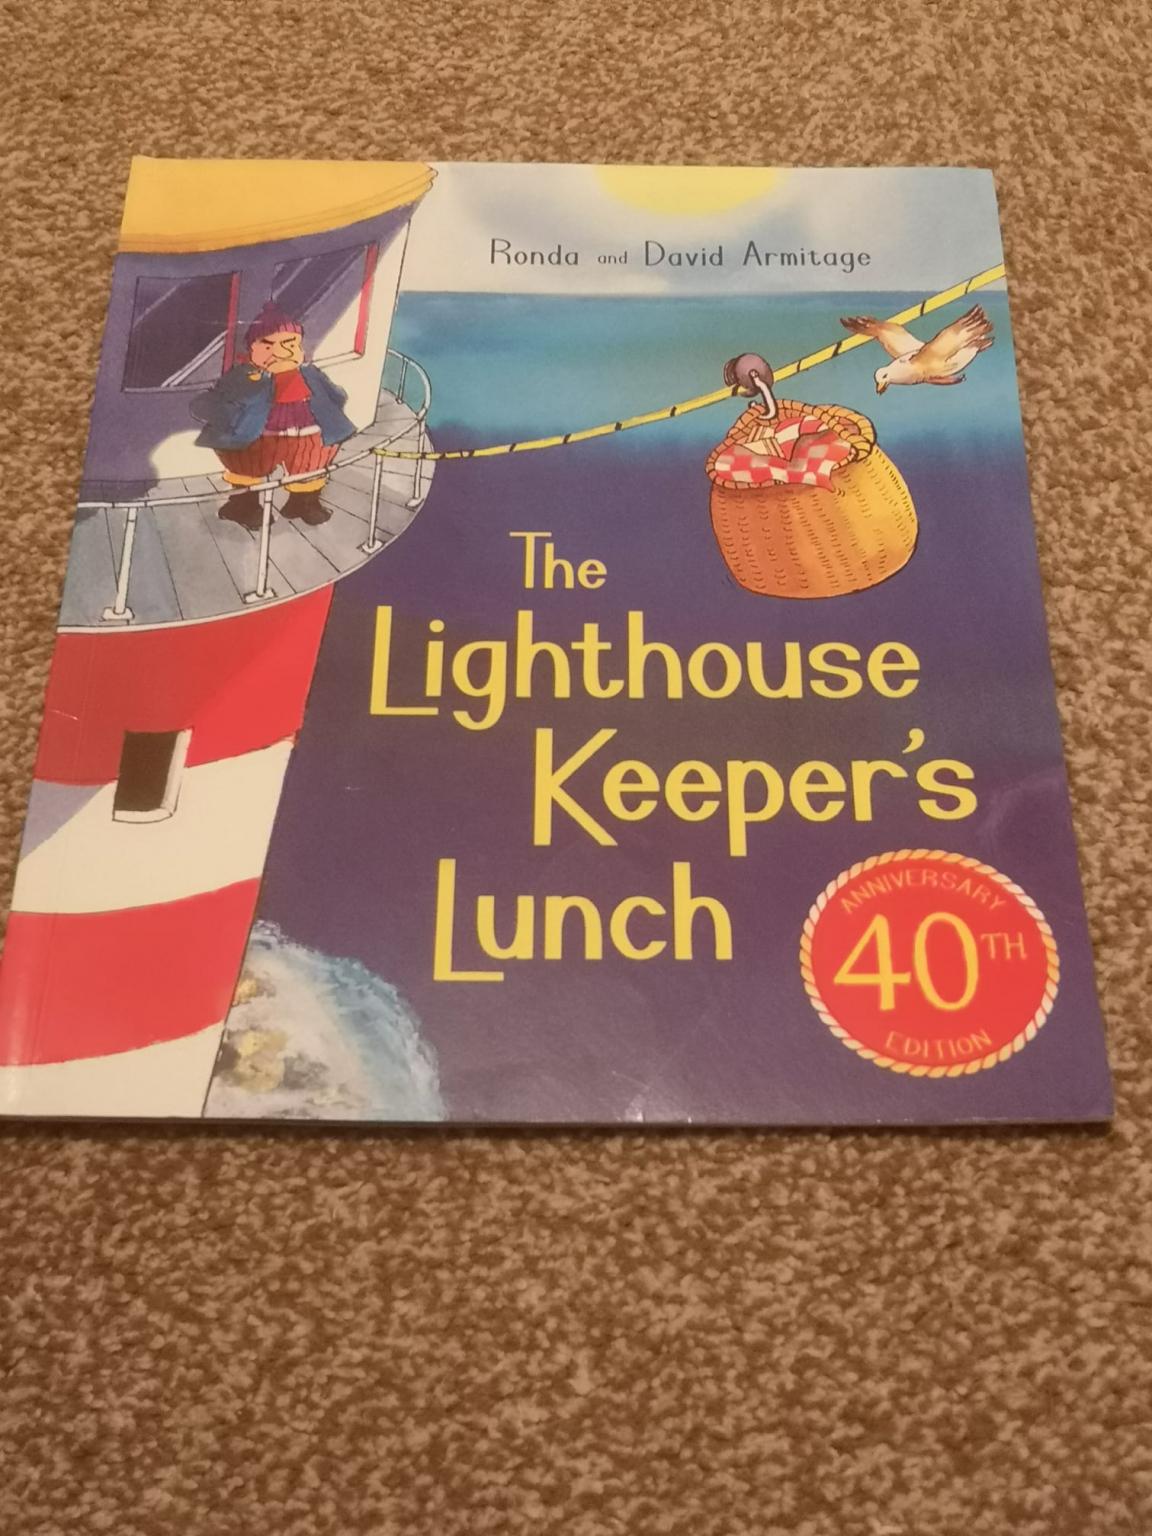 Ronda and David Armitage
The
Lighthouse
Keeper's
Lunch
ANNIVERSARY
40TH
EDITION